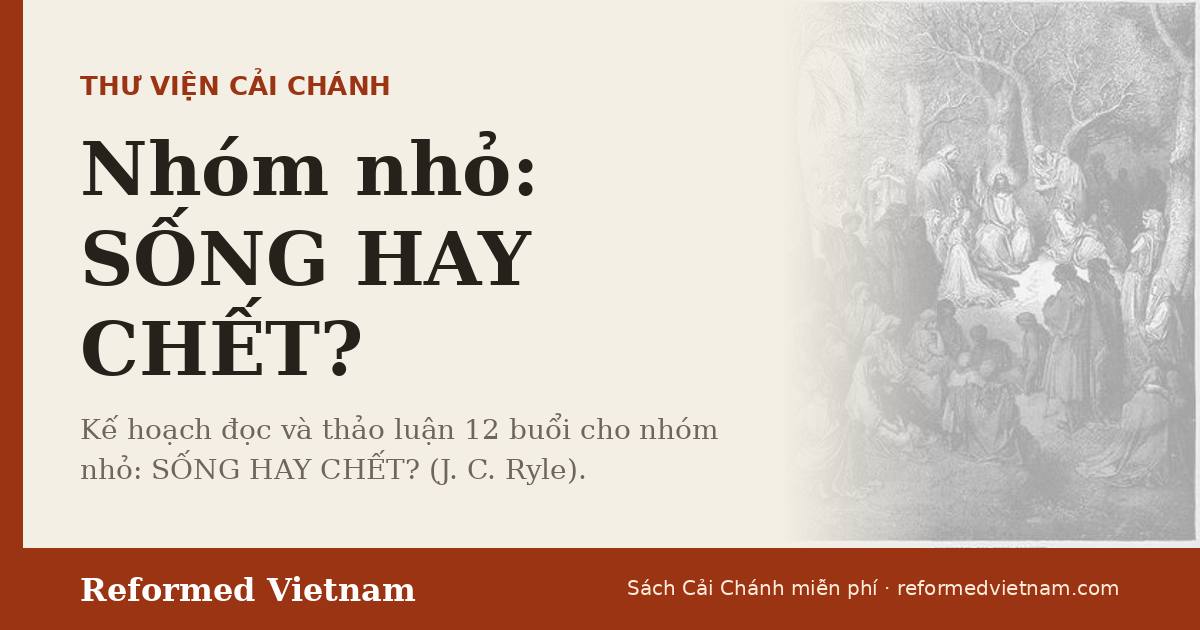 THƯ VIỆN CẢI CHÁNH
Nhóm nhỏ:
SỐNG HAY
CHẾT?
Kế hoạch đọc và thảo luận 12 buổi cho nhóm
nhỏ: SỐNG HAY CHẾT? (J. C. Ryle).
Reformed Vietnam
Sách Cải Chánh miễn phí · reformedvietnam.com